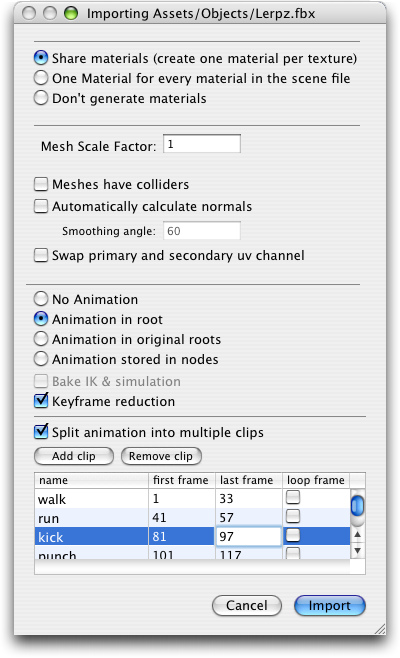 Importing Assets/Objects/Lerpz.fbx
Share materials (create one material per texture)
One Material for every material in the scene file
Don't generate materials
Mesh Scale Factor: 1
Meshes have colliders
Automatically calculate normals
Smoothing angle: 60
Swap primary and secondary uv channel
No Animation
Animation in root
Animation in original roots
Animation stored in nodes
Bake IK & simulation
Keyframe reduction
Split animation into multiple clips
Add clip Remove clip
name first frame last frame loop frame
walk 1 33
run 41 57
kick 81 97
punch 101 117
Cancel Import